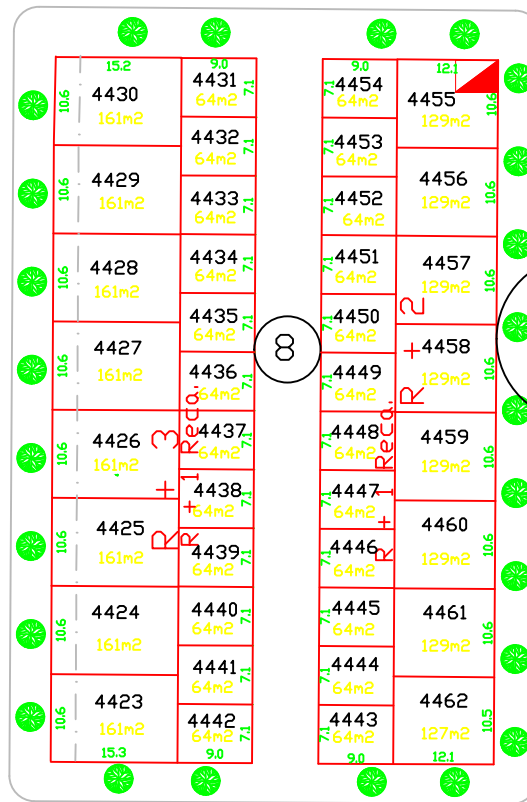 15.2
4430
161m2
10.6
4429
161m2
10.6
4428
161m2
10.6
4427
161m2
10.6
4426
161m2
10.6
4425
161m2
10.6
4424
161m2
10.6
4423
161m2
10.6
15.3
R + 3
9.0
4431
64m2
7.1
4432
64m2
7.1
4433
64m2
7.1
4434
64m2
7.1
4435
64m2
7.1
4436
64m2
7.1
4437
64m2
7.1
4438
64m2
7.1
4439
64m2
7.1
4440
64m2
7.1
4441
64m2
7.1
4442
64m2
7.1
9.0
R + 1 Reca.
8
9.0
4454
64m2
7.1
4453
64m2
7.1
4452
64m2
7.1
4451
64m2
7.1
4450
64m2
7.1
4449
64m2
7.1
4448
64m2
7.1
4447
64m2
7.1
4446
64m2
7.1
4445
64m2
7.1
4444
64m2
7.1
4443
64m2
7.1
9.0
R + 1 Reca.
12.1
4455
129m2
10.6
4456
129m2
10.6
4457
129m2
10.6
4458
129m2
10.6
4459
129m2
10.6
4460
129m2
10.6
4461
129m2
10.6
4462
127m2
10.5
12.1
R + 2